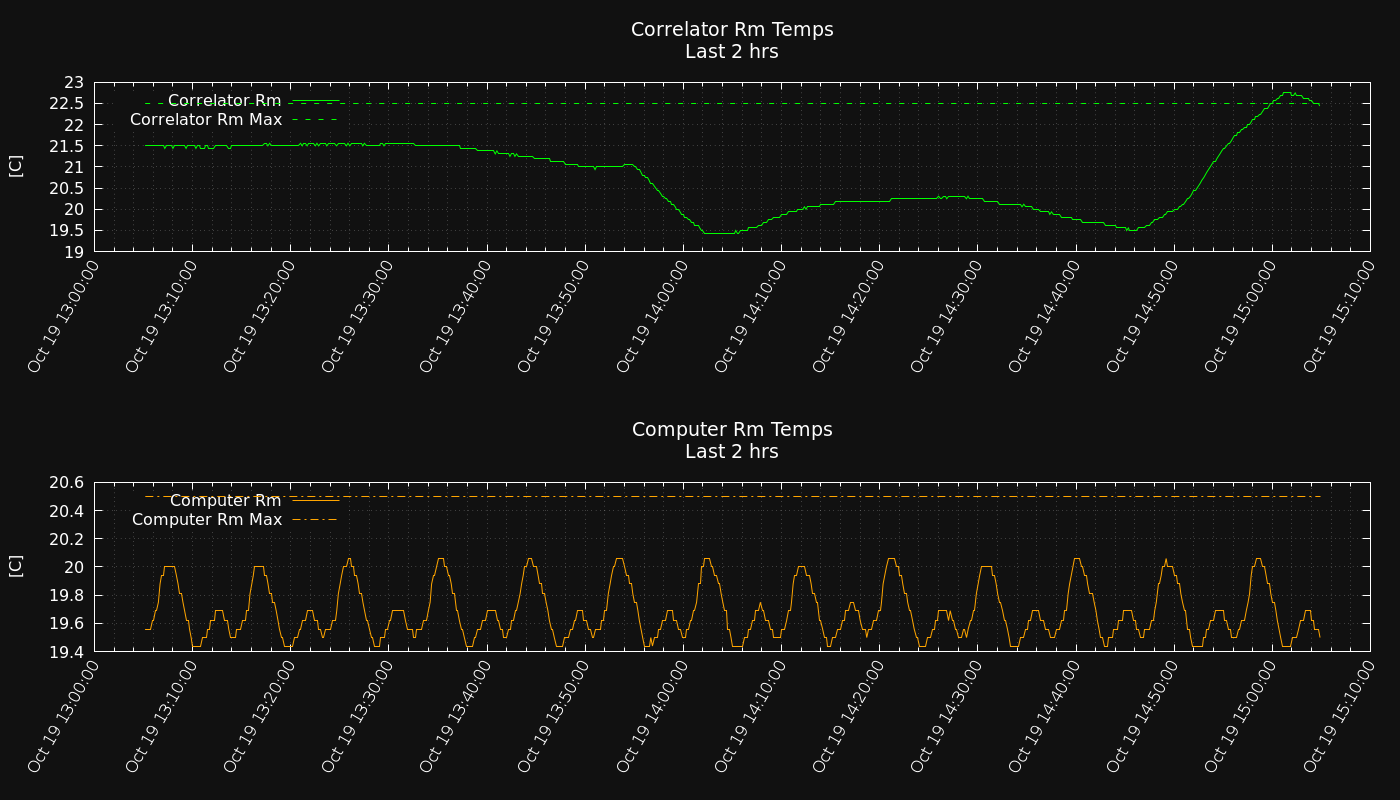 Correlator Rm Temps
Last 2 hrs
23
22.5
22
21.5
21
20.5
20
19.5
19
[C]
Correlator Rm
Correlator Rm Max
Oct 19 13:00:00
Oct 19 13:10:00
Oct 19 13:20:00
Oct 19 13:30:00
Oct 19 13:40:00
Oct 19 13:50:00
Oct 19 14:00:00
Oct 19 14:10:00
Oct 19 14:20:00
Oct 19 14:30:00
Oct 19 14:40:00
Oct 19 14:50:00
Oct 19 15:00:00
Oct 19 15:10:00
Computer Rm Temps
Last 2 hrs
20.6
20.4
20.2
20
19.8
19.6
19.4
[C]
Computer Rm
Computer Rm Max
Oct 19 13:00:00
Oct 19 13:10:00
Oct 19 13:20:00
Oct 19 13:30:00
Oct 19 13:40:00
Oct 19 13:50:00
Oct 19 14:00:00
Oct 19 14:10:00
Oct 19 14:20:00
Oct 19 14:30:00
Oct 19 14:40:00
Oct 19 14:50:00
Oct 19 15:00:00
Oct 19 15:10:00